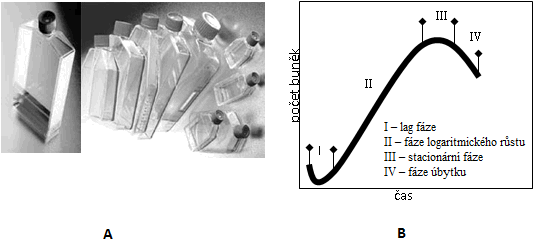 III
IV
II
počet buněk
I – lag fáze
II – fáze logaritmického růstu
III – stacionární fáze
IV – fáze úbytku
I
čas
A
B